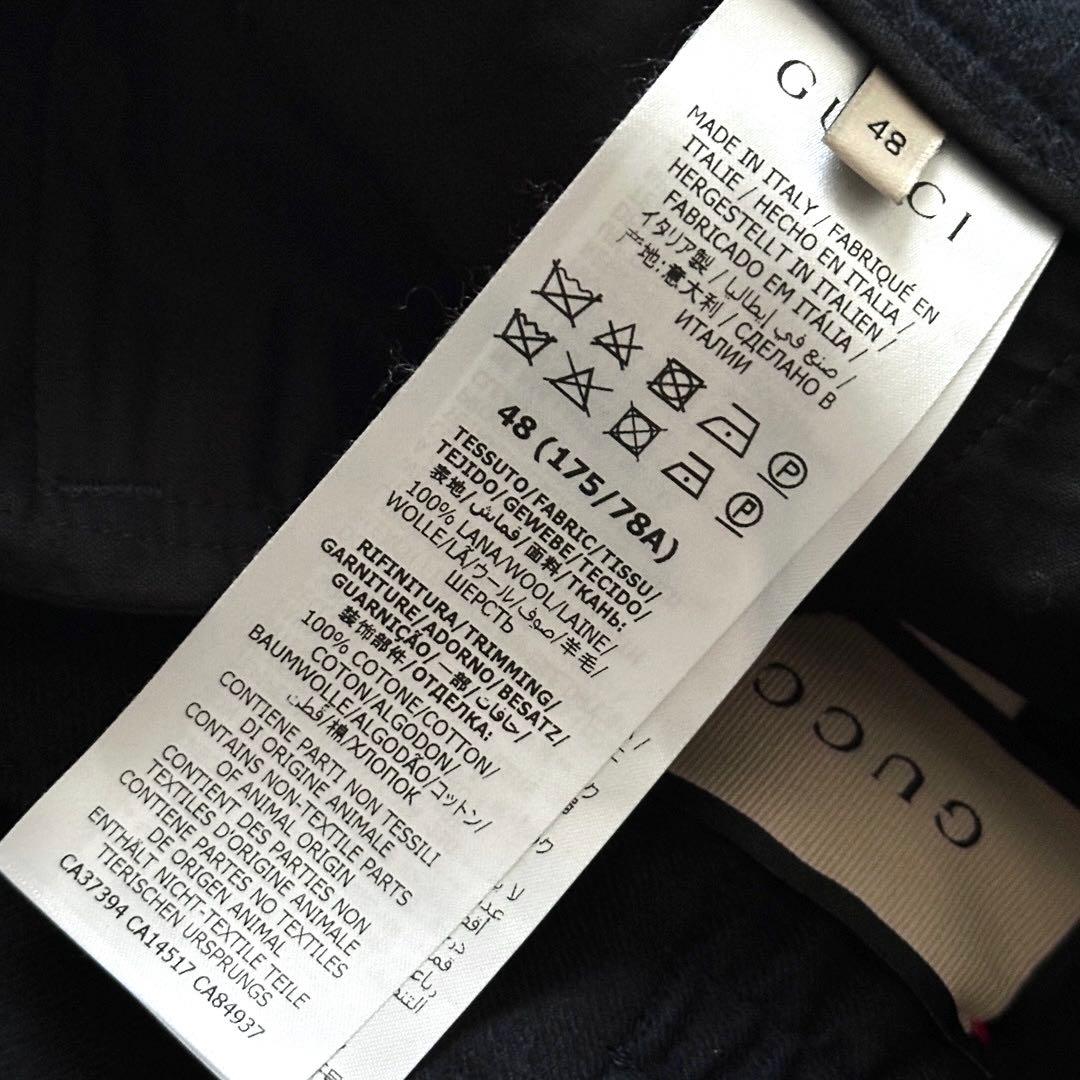 GU CI
48
MADE IN ITALY / FABRIQUÉ EN
ITALIE / HECHO EN ITALIA /
HERGESTELLT IN ITALIEN /
FABRICADO EM ITÁLIA /
イタリア製 / صنع في إيطاليا /
产地: 意大利 / СДЕЛАНО В
ИТАЛИИ
P
P
48 (175/78A)
TESSUTO/FABRIC/TISSU/
TEJIDO/GEWEBE/TECIDO/
表地/قماش/面料/ТКАНЬ:
100% LANA/WOOL/LAINE/
WOLLE/LÃ/ウール/صوف/羊毛/
ШЕРСТЬ
RIFINITURA/TRIMMING/
GARNITURE/ADORNO/BESATZ/
GUARNIÇÃO/一部/حافات/
装饰部件/ОТДЕЛКА:
100% COTONE/COTTON/
COTON/ALGODON/
BAUMWOLLE/ALGODÃO/コットン/
قطن/棉/ХЛОПОК
CONTIENE PARTI NON TESSILI
DI ORIGINE ANIMALE
CONTAINS NON-TEXTILE PARTS
OF ANIMAL ORIGIN
CONTIENT DES PARTIES NON
TEXTILES D'ORIGINE ANIMALE
CONTIENE PARTES NO TEXTILES
DE ORIGEN ANIMAL
ENTHÄLT NICHT-TEXTILE TEILE
TIERISCHEN URSPRUNGS
CA37394 CA14517 CA84937
GUCC